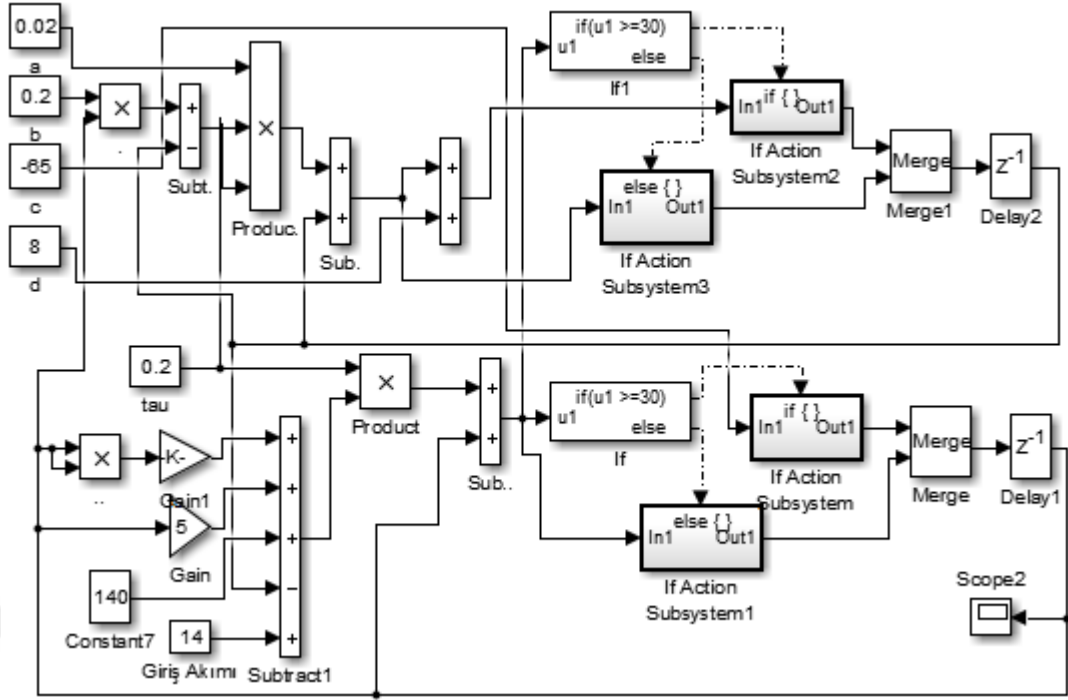 0.02
a
0.2
b
-65
c
8
d
×
.
+
−
Subt.
×
Produc.
+
+
Sub.
+
+
if(u1 >=30)
u1
else
If1
if { }
In1 Out1
If Action
Subsystem2
else { }
In1 Out1
If Action
Subsystem3
Merge
Merge1
Z-1
Delay2
0.2
tau
×
Product
+
+
Sub..
if(u1 >=30)
u1
else
If
if { }
In1 Out1
If Action
Subsystem
else { }
In1 Out1
If Action
Subsystem1
Merge
Merge
Z-1
Delay1
×
..
K-
Gain1
5
Gain
140
Constant7
14
Giriş Akımı
+
+
+
−
+
Subtract1
Scope2